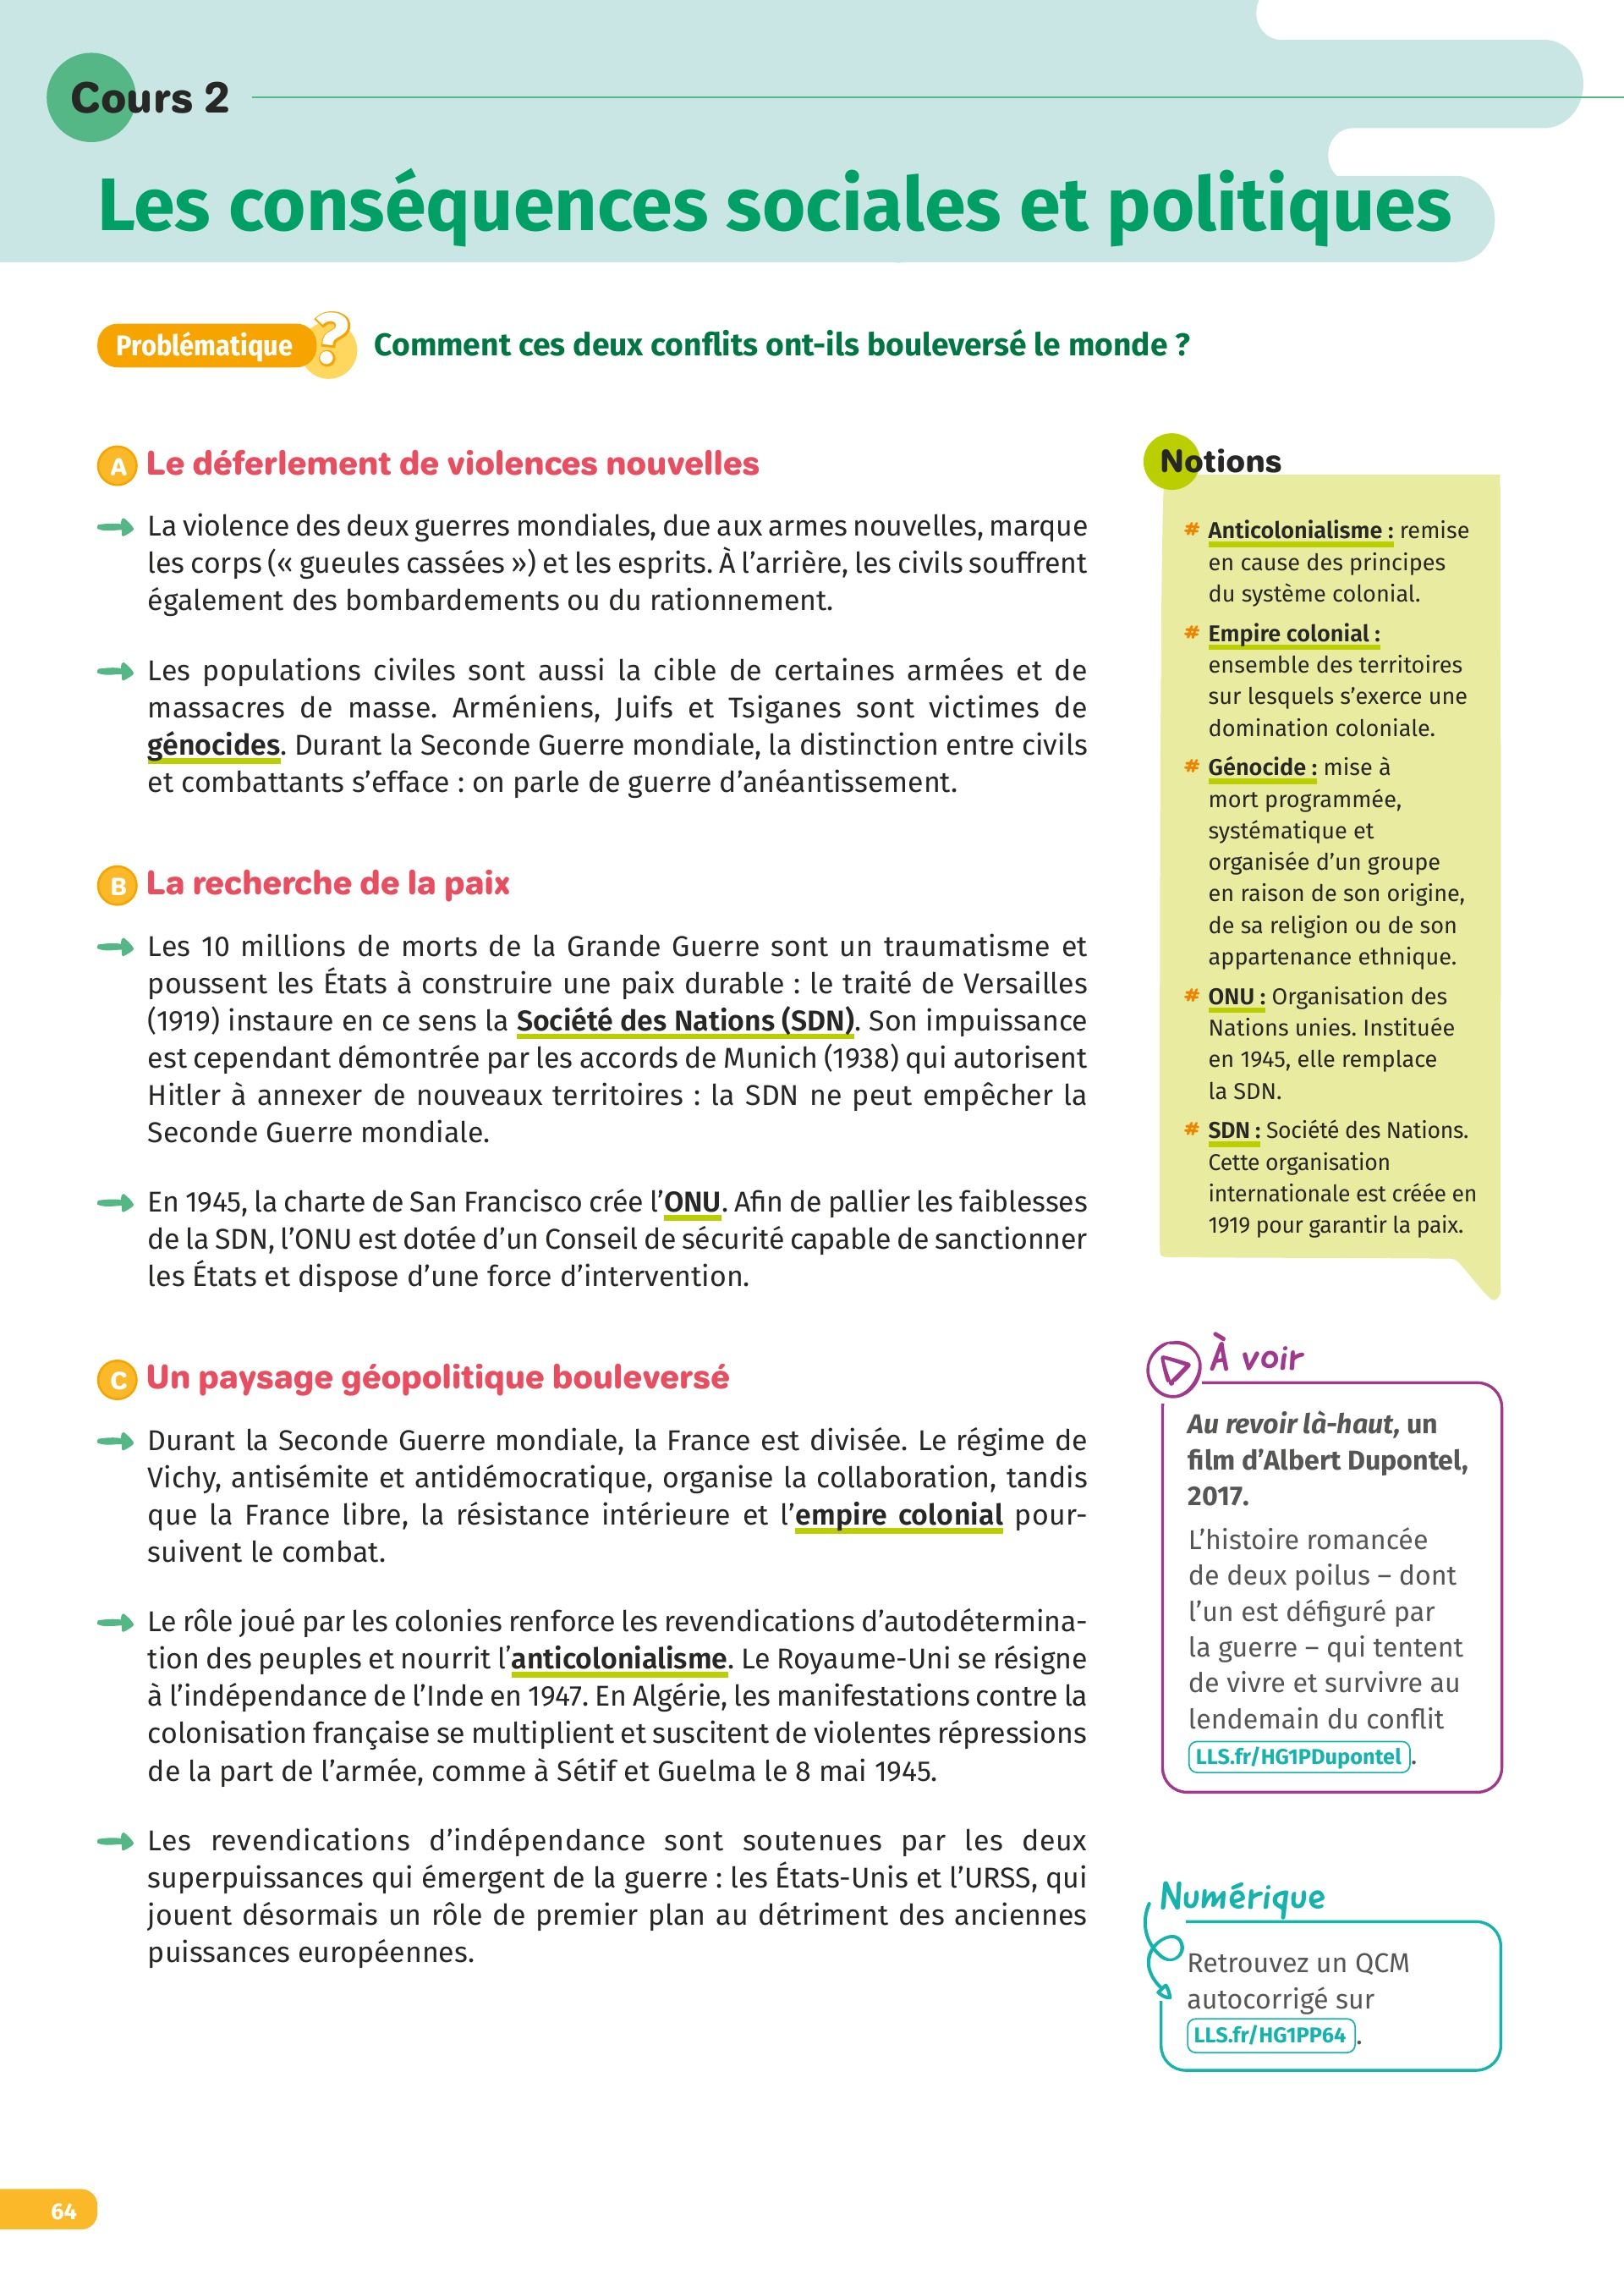 Cours 2
Les conséquences sociales et politiques
Problématique ?
Comment ces deux conflits ont-ils bouleversé le monde ?
A Le déferlement de violences nouvelles
La violence des deux guerres mondiales, due aux armes nouvelles, marque
les corps (« gueules cassées ») et les esprits. À l’arrière, les civils souffrent
également des bombardements ou du rationnement.
Les populations civiles sont aussi la cible de certaines armées et de
massacres de masse. Arméniens, Juifs et Tsiganes sont victimes de
génocides. Durant la Seconde Guerre mondiale, la distinction entre civils
et combattants s’efface : on parle de guerre d’anéantissement.
B La recherche de la paix
Les 10 millions de morts de la Grande Guerre sont un traumatisme et
poussent les États à construire une paix durable : le traité de Versailles
(1919) instaure en ce sens la Société des Nations (SDN). Son impuissance
est cependant démontrée par les accords de Munich (1938) qui autorisent
Hitler à annexer de nouveaux territoires : la SDN ne peut empêcher la
Seconde Guerre mondiale.
En 1945, la charte de San Francisco crée l’ONU. Afin de pallier les faiblesses
de la SDN, l’ONU est dotée d’un Conseil de sécurité capable de sanctionner
les États et dispose d’une force d’intervention.
C Un paysage géopolitique bouleversé
Durant la Seconde Guerre mondiale, la France est divisée. Le régime de
Vichy, antisémite et antidémocratique, organise la collaboration, tandis
que la France libre, la résistance intérieure et l’empire colonial pour-
suivent le combat.
Le rôle joué par les colonies renforce les revendications d’autodétermina-
tion des peuples et nourrit l’anticolonialisme. Le Royaume-Uni se résigne
à l’indépendance de l’Inde en 1947. En Algérie, les manifestations contre la
colonisation française se multiplient et suscitent de violentes répressions
de la part de l’armée, comme à Sétif et Guelma le 8 mai 1945.
Les revendications d’indépendance sont soutenues par les deux
superpuissances qui émergent de la guerre : les États-Unis et l’URSS, qui
jouent désormais un rôle de premier plan au détriment des anciennes
puissances européennes.
Notions
# Anticolonialisme : remise
en cause des principes
du système colonial.
# Empire colonial :
ensemble des territoires
sur lesquels s’exerce une
domination coloniale.
# Génocide : mise à
mort programmée,
systématique et
organisée d’un groupe
en raison de son origine,
de sa religion ou de son
appartenance ethnique.
# ONU : Organisation des
Nations unies. Instituée
en 1945, elle remplace
la SDN.
# SDN : Société des Nations.
Cette organisation
internationale est créée en
1919 pour garantir la paix.
À voir
Au revoir là-haut, un
film d’Albert Dupontel,
2017.
L’histoire romancée
de deux poilus – dont
l’un est défiguré par
la guerre – qui tentent
de vivre et survivre au
lendemain du conflit
LLS.fr/HG1PDupontel.
Numérique
Retrouvez un QCM
autocorrigé sur
LLS.fr/HG1PP64.
64